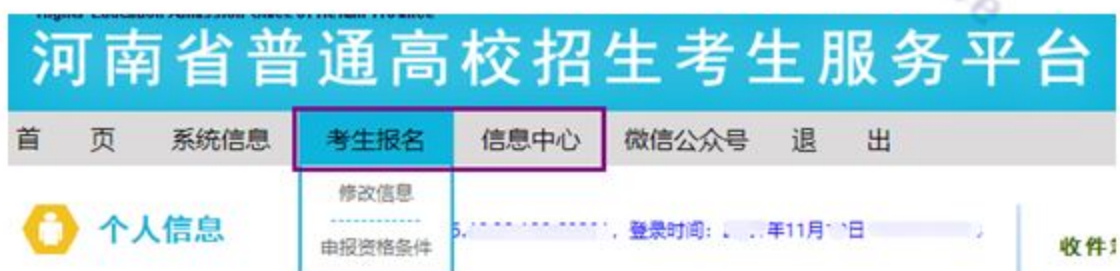 河南省普通高校招生考生服务平台
首 页 系统信息 考生报名 信息中心 微信公众号 退 出
修改信息
个人信息
登录时间: 年11月 日
申报资格条件
收件